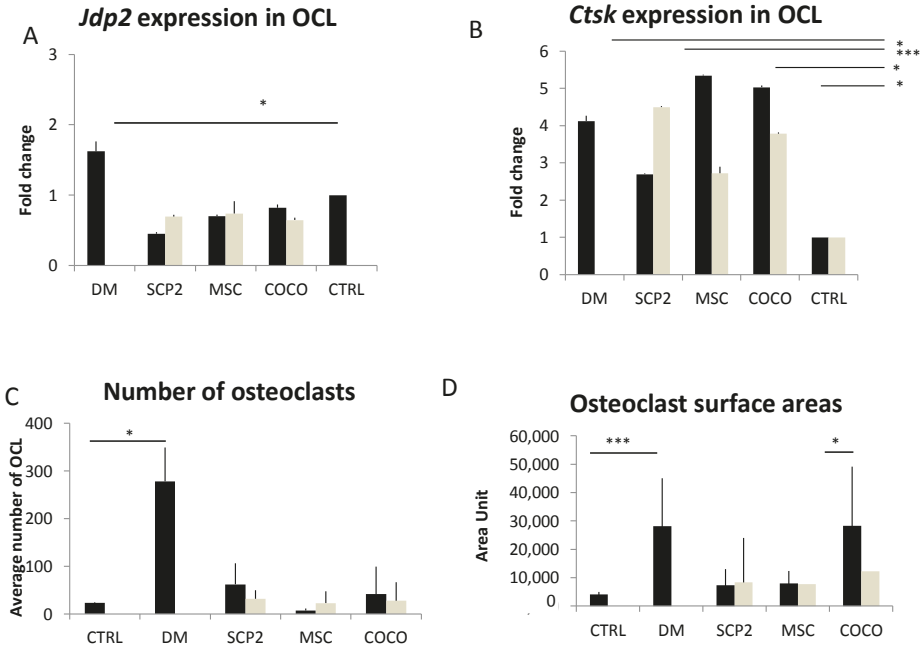 Jdp2 expression in OCL
A
3
2
1
0
Fold change
*
DM SCP2 MSC COCO CTRL
Ctsk expression in OCL
B
6
5
4
3
2
1
0
Fold change
*
***
*
*
DM SCP2 MSC COCO CTRL
C
Number of osteoclasts
400
300
200
100
0
Average number of OCL
*
CTRL DM SCP2 MSC COCO
D
Osteoclast surface areas
60,000
50,000
40,000
30,000
20,000
10,000
0
Area Unit
***
*
CTRL DM SCP2 MSC COCO